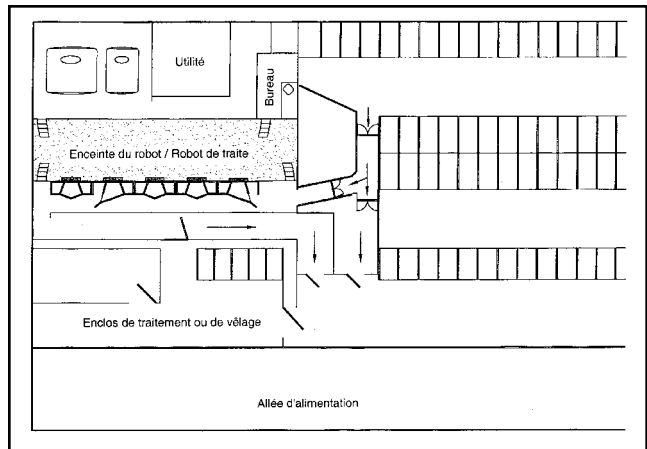 Utilité
Bureau
Enceinte du robot / Robot de traite
Enclos de traitement ou de vêlage
Allée d'alimentation